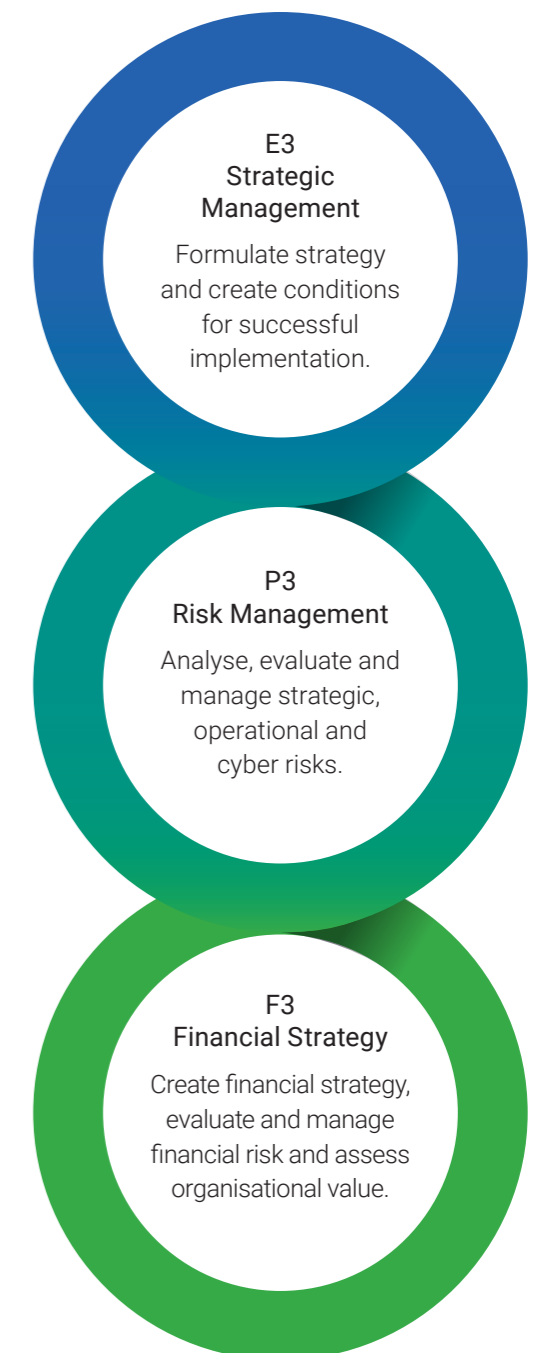 E3
Strategic
Management
Formulate strategy
and create conditions
for successful
implementation.
P3
Risk Management
Analyse, evaluate and
manage strategic,
operational and
cyber risks.
F3
Financial Strategy
Create financial strategy,
evaluate and manage
financial risk and assess
organisational value.